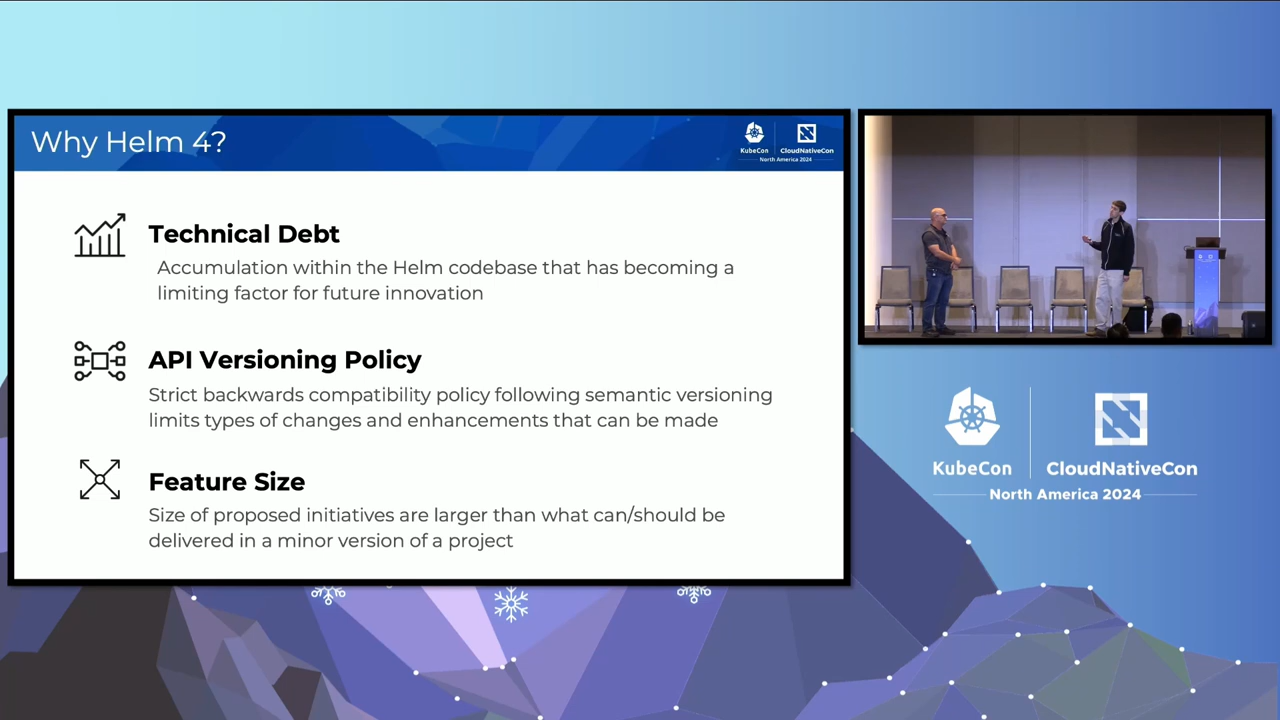 Why Helm 4?
KubeCon
CloudNativeCon
North America 2024
Technical Debt
Accumulation within the Helm codebase that has becoming a
limiting factor for future innovation
API Versioning Policy
Strict backwards compatibility policy following semantic versioning
limits types of changes and enhancements that can be made
Feature Size
Size of proposed initiatives are larger than what can/should be
delivered in a minor version of a project
KubeCon
CloudNativeCon
North America 2024